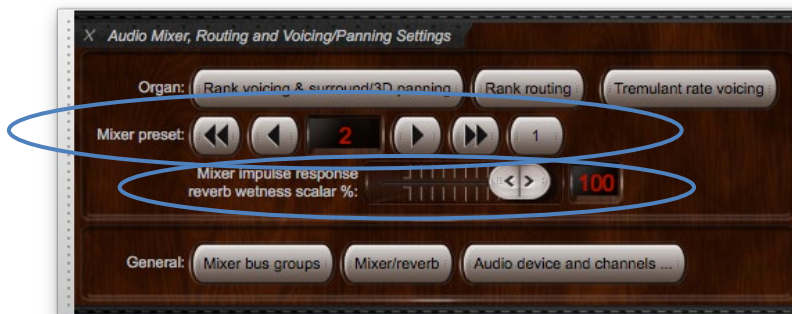 X Audio Mixer, Routing and Voicing/Panning Settings
Organ: Rank voicing & surround/3D panning Rank routing Tremulant rate voicing
Mixer preset: 2 1
Mixer impulse response
reverb wetness scalar %: 100
General: Mixer bus groups Mixer/reverb Audio device and channels ...